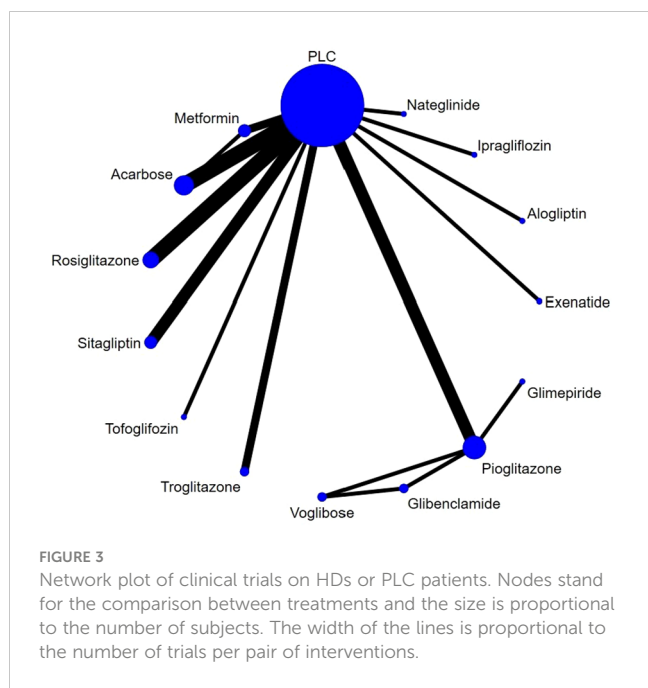 PLC
Nateglinide
Metformin
Ipragliflozin
Acarbose
Alogliptin
Rosiglitazone
Exenatide
Sitagliptin
Glimepiride
Tofoglifozin
Pioglitazone
Troglitazone
Glibenclamide
Voglibose
FIGURE 3
Network plot of clinical trials on HDs or PLC patients. Nodes stand
for the comparison between treatments and the size is proportional
to the number of subjects. The width of the lines is proportional to
the number of trials per pair of interventions.